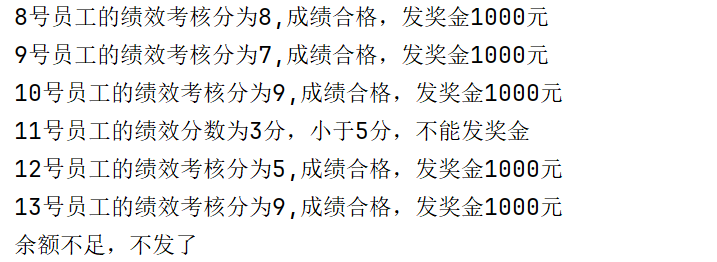 8号员工的绩效考核分为8,成绩合格，发奖金1000元
9号员工的绩效考核分为7,成绩合格，发奖金1000元
10号员工的绩效考核分为9,成绩合格，发奖金1000元
11号员工的绩效分数为3分，小于5分，不能发奖金
12号员工的绩效考核分为5,成绩合格，发奖金1000元
13号员工的绩效考核分为9,成绩合格，发奖金1000元
余额不足，不发了